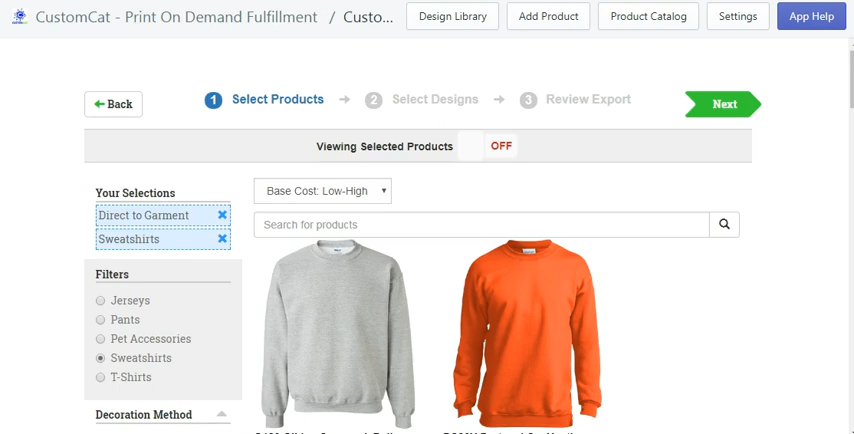 CustomCat - Print On Demand Fulfillment / Custo...
Design Library
Add Product
Product Catalog
Settings
App Help
Back
1 Select Products
2 Select Designs
3 Review Export
Next
Viewing Selected Products OFF
Your Selections
Direct to Garment
Sweatshirts
Base Cost: Low-High
Search for products
Filters
Jerseys
Pants
Pet Accessories
Sweatshirts
T-Shirts
Decoration Method